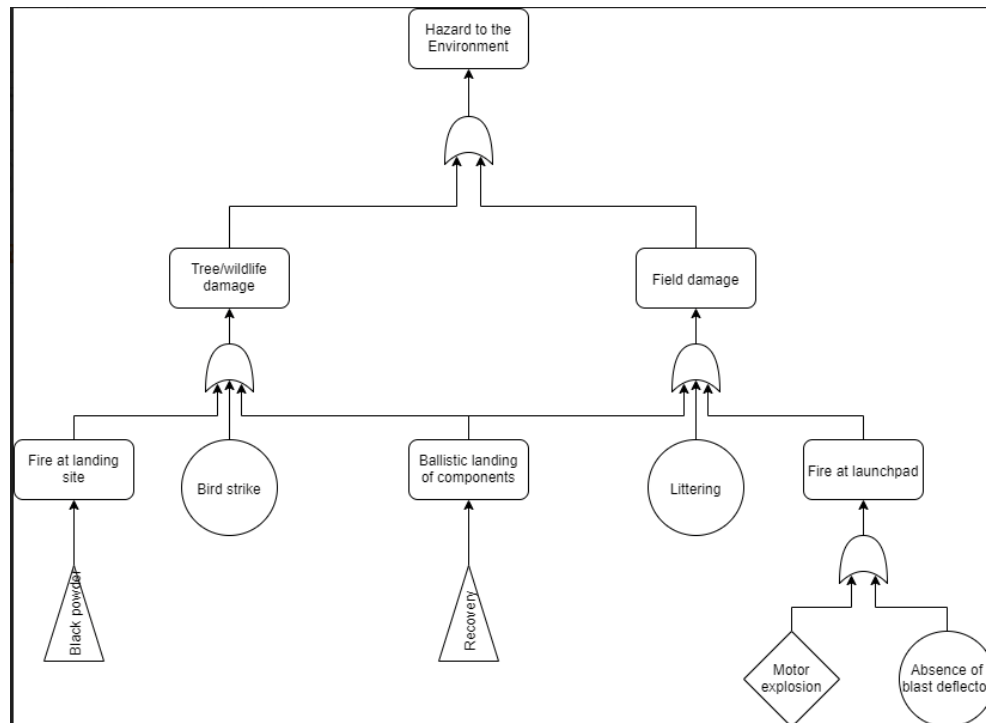 Hazard to the
Environment
Tree/wildlife
damage
Field damage
Fire at landing
site
Bird strike
Ballistic landing
of components
Littering
Fire at launchpad
Black powder
Recovery
Motor
explosion
Absence of
blast deflecto